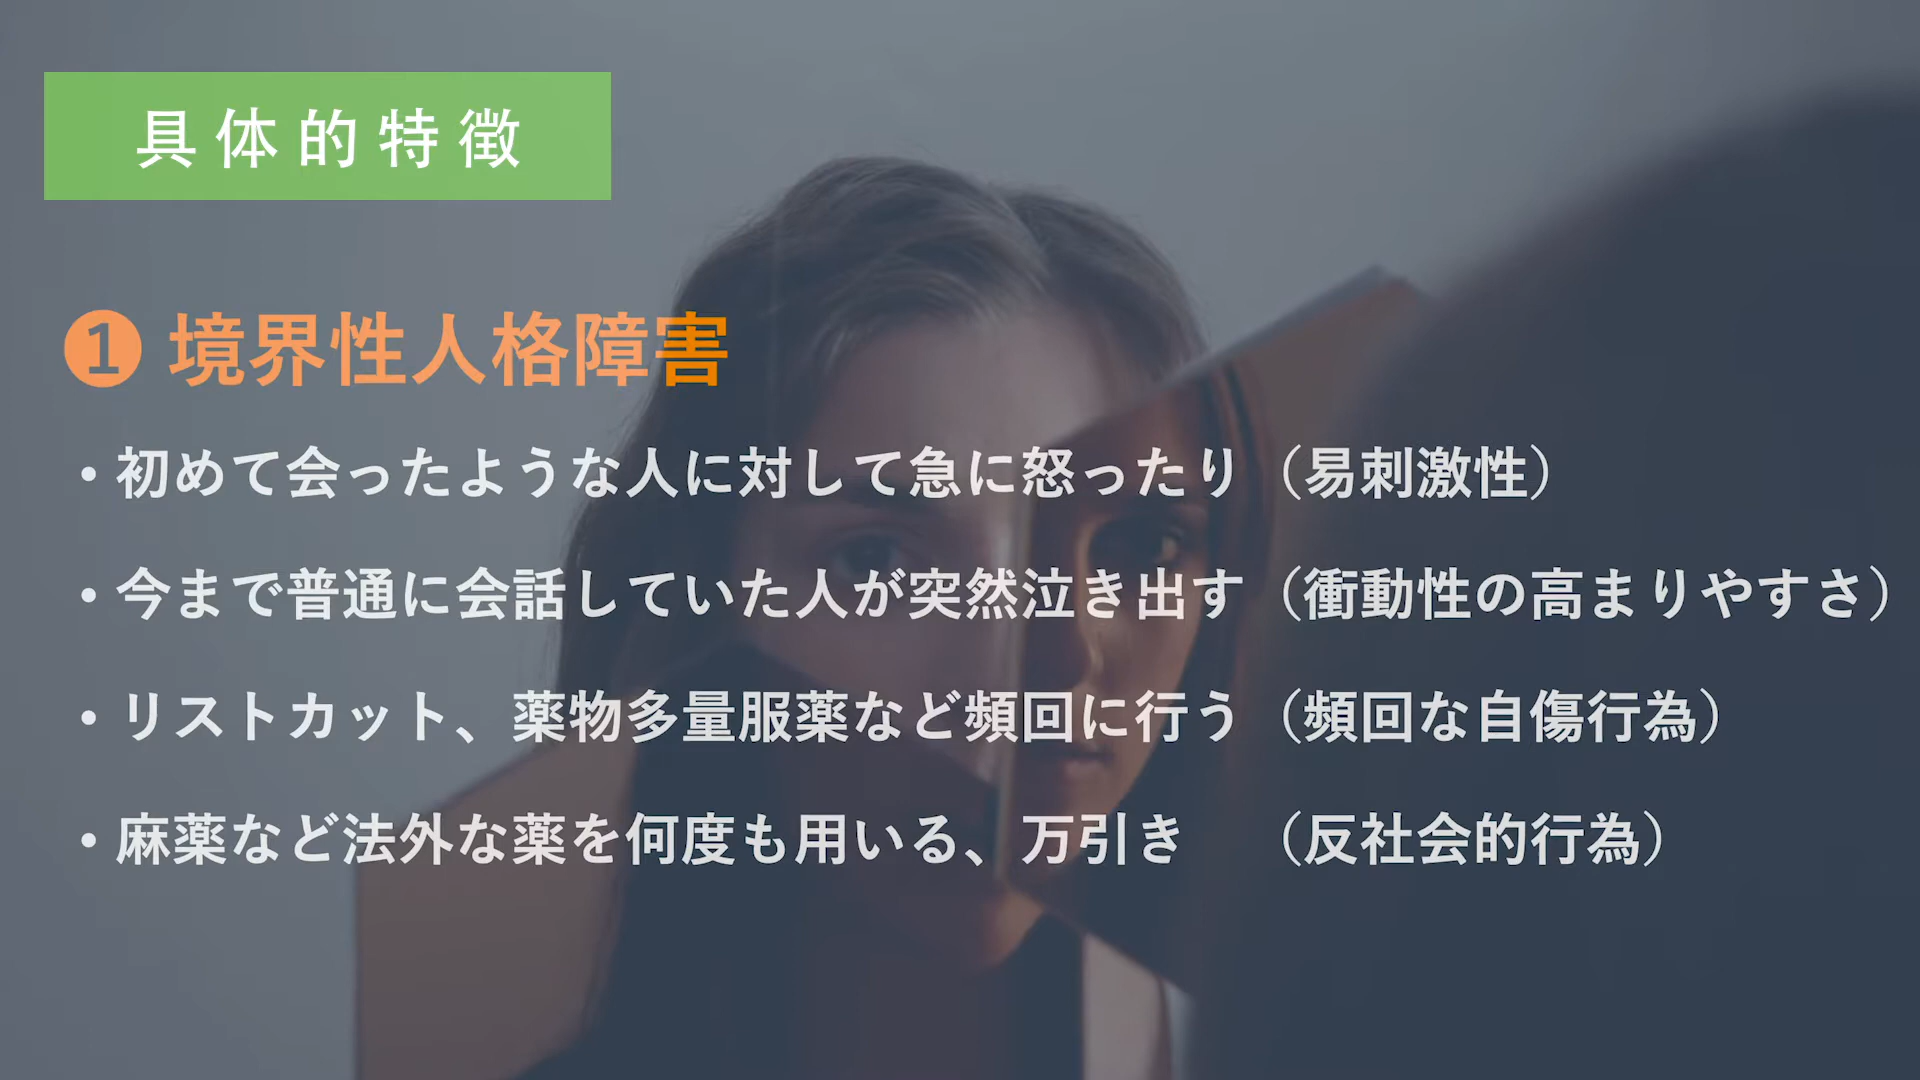 具体的特徴
❶ 境界性人格障害
・初めて会ったような人に対して急に怒ったり（易刺激性）
・今まで普通に会話していた人が突然泣き出す（衝動性の高まりやすさ）
・リストカット、薬物多量服薬など頻回に行う（頻回な自傷行為）
・麻薬など法外な薬を何度も用いる、万引き （反社会的行為）